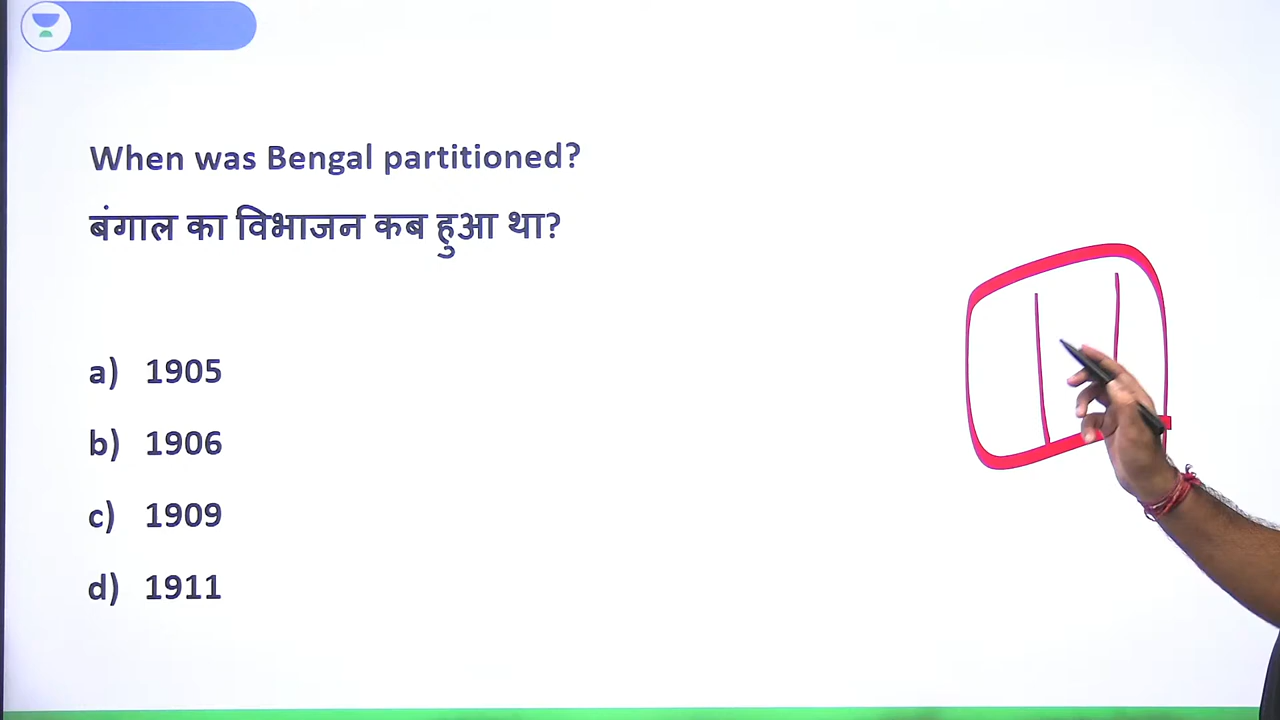 When was Bengal partitioned?
बंगाल का विभाजन कब हुआ था?
a) 1905
b) 1906
c) 1909
d) 1911